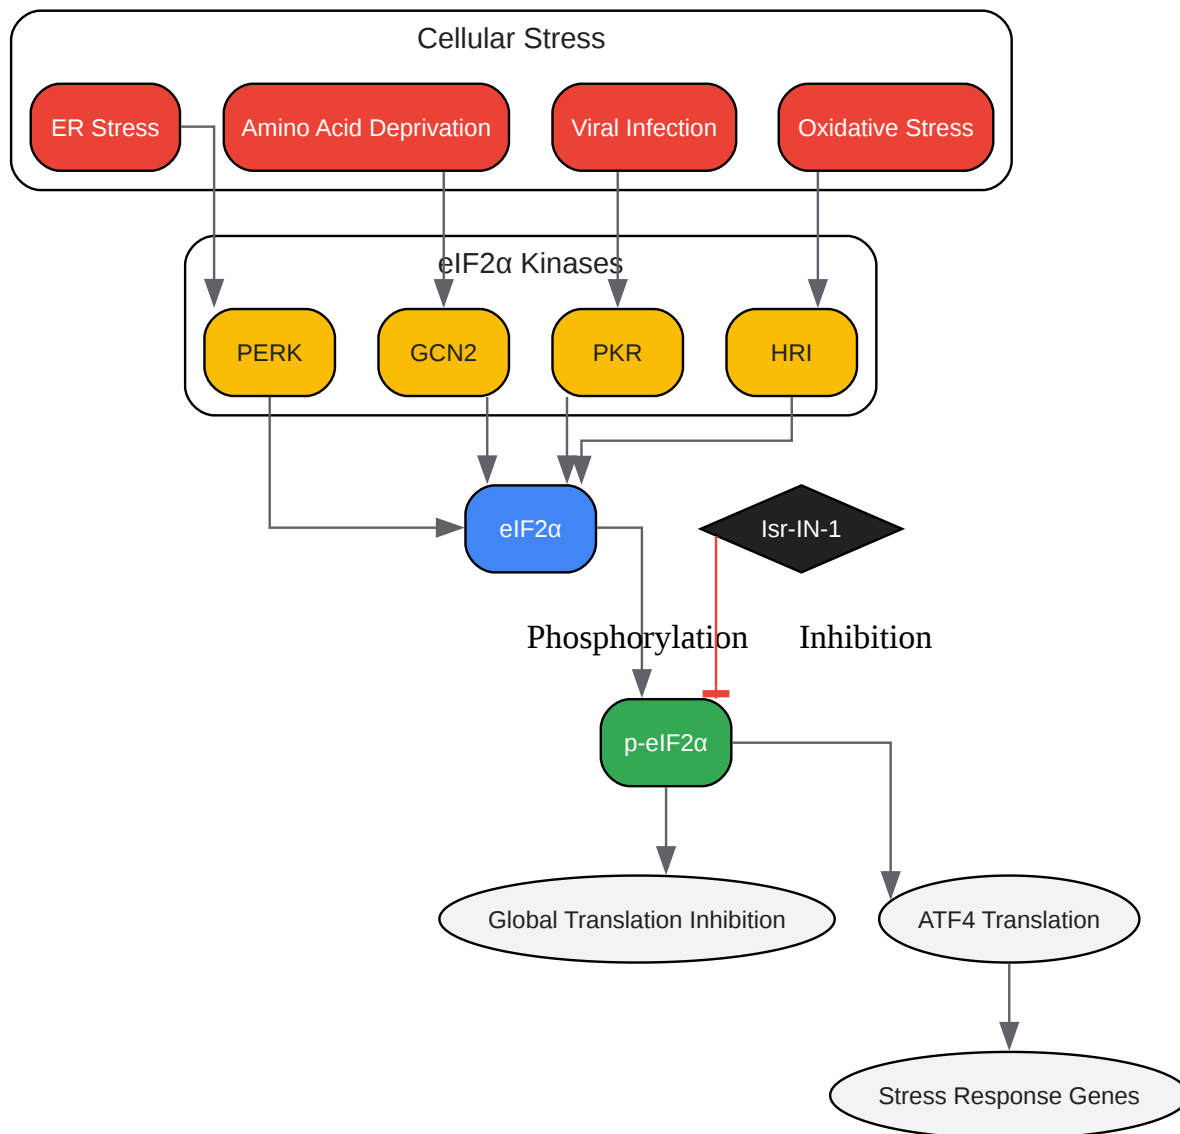 Cellular Stress
ER Stress
Amino Acid Deprivation
Viral Infection
Oxidative Stress
eIF2α Kinases
PERK
GCN2
PKR
HRI
eIF2α
Isr-IN-1
Phosphorylation
Inhibition
p-eIF2α
Global Translation Inhibition
ATF4 Translation
Stress Response Genes